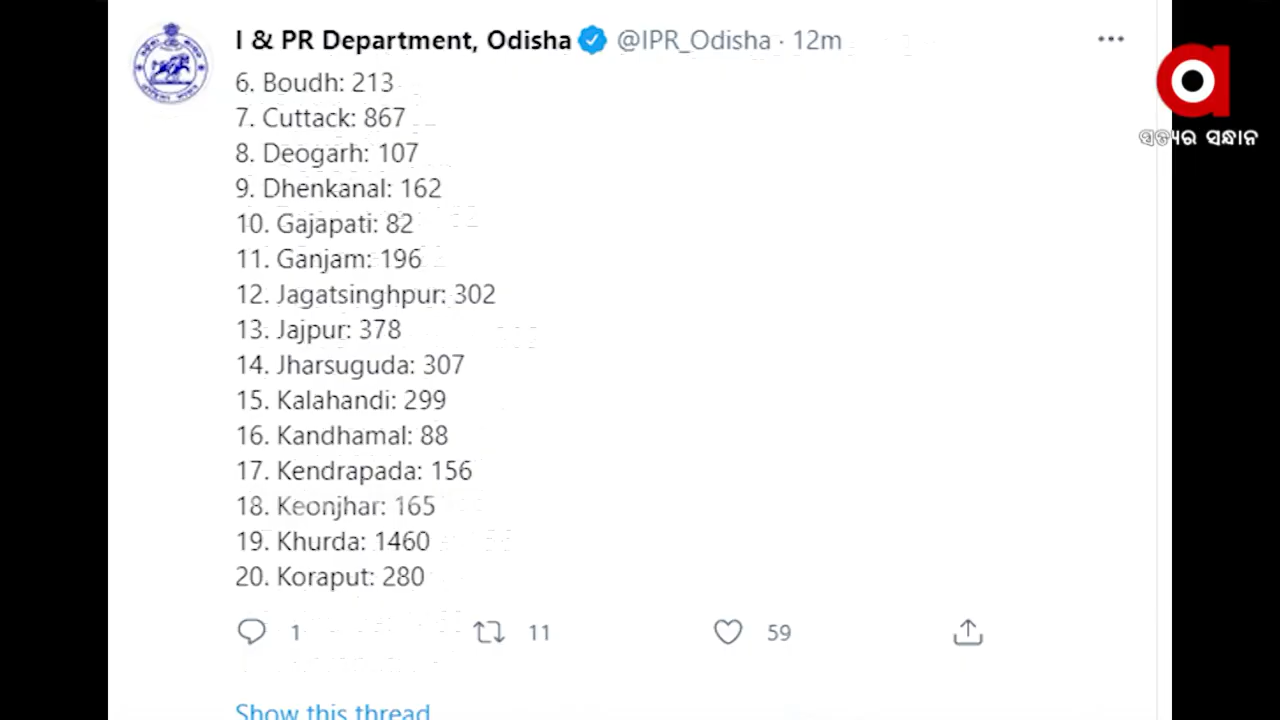 I & PR Department, Odisha @IPR_Odisha · 12m
6. Boudh: 213
7. Cuttack: 867
8. Deogarh: 107
9. Dhenkanal: 162
10. Gajapati: 82
11. Ganjam: 196
12. Jagatsinghpur: 302
13. Jajpur: 378
14. Jharsuguda: 307
15. Kalahandi: 299
16. Kandhamal: 88
17. Kendrapada: 156
18. Keonjhar: 165
19. Khurda: 1460
20. Koraput: 280
1 11 59
Show this thread
ସତ୍ୟର ସନ୍ଧାନ